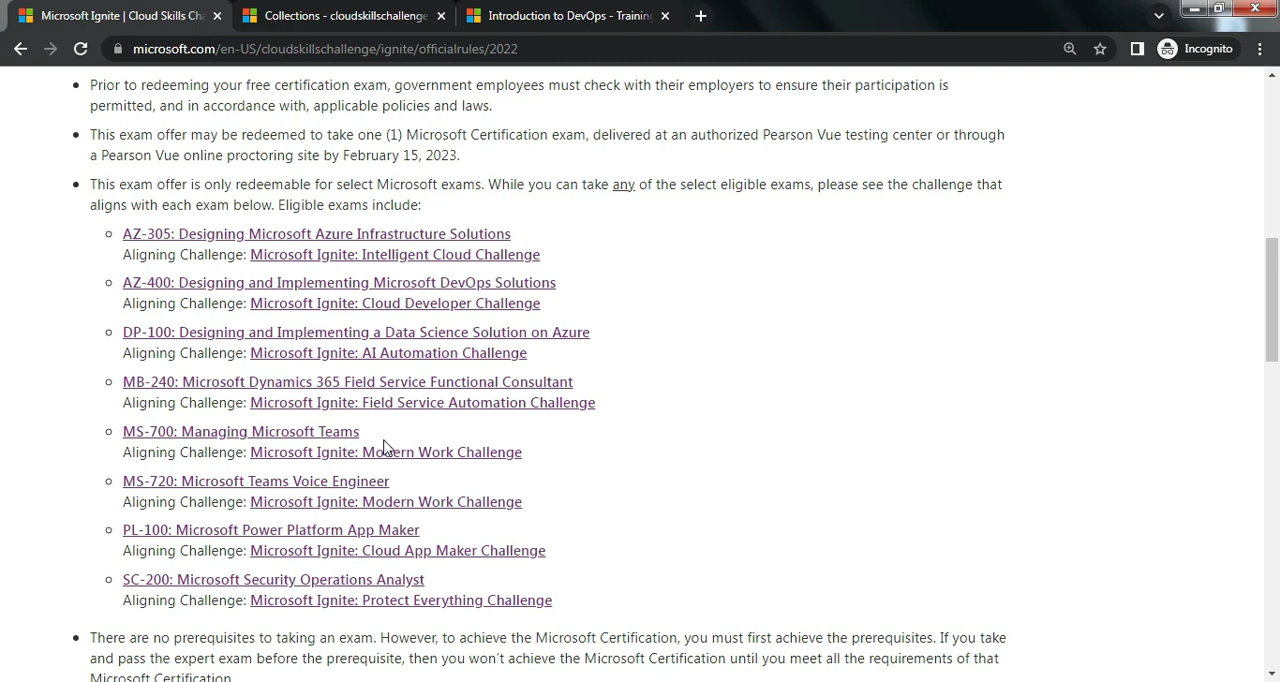 Microsoft Ignite | Cloud Skills Cha
Collections - cloudskillschallenge
Introduction to DevOps - Training
microsoft.com/en-US/cloudskillschallenge/ignite/officialrules/2022
Incognito
• Prior to redeeming your free certification exam, government employees must check with their employers to ensure their participation is
permitted, and in accordance with, applicable policies and laws.
• This exam offer may be redeemed to take one (1) Microsoft Certification exam, delivered at an authorized Pearson Vue testing center or through
a Pearson Vue online proctoring site by February 15, 2023.
• This exam offer is only redeemable for select Microsoft exams. While you can take any of the select eligible exams, please see the challenge that
aligns with each exam below. Eligible exams include:
AZ-305: Designing Microsoft Azure Infrastructure Solutions
Aligning Challenge: Microsoft Ignite: Intelligent Cloud Challenge
AZ-400: Designing and Implementing Microsoft DevOps Solutions
Aligning Challenge: Microsoft Ignite: Cloud Developer Challenge
DP-100: Designing and Implementing a Data Science Solution on Azure
Aligning Challenge: Microsoft Ignite: AI Automation Challenge
MB-240: Microsoft Dynamics 365 Field Service Functional Consultant
Aligning Challenge: Microsoft Ignite: Field Service Automation Challenge
MS-700: Managing Microsoft Teams
Aligning Challenge: Microsoft Ignite: Modern Work Challenge
MS-720: Microsoft Teams Voice Engineer
Aligning Challenge: Microsoft Ignite: Modern Work Challenge
PL-100: Microsoft Power Platform App Maker
Aligning Challenge: Microsoft Ignite: Cloud App Maker Challenge
SC-200: Microsoft Security Operations Analyst
Aligning Challenge: Microsoft Ignite: Protect Everything Challenge
• There are no prerequisites to taking an exam. However, to achieve the Microsoft Certification, you must first achieve the prerequisites. If you take
and pass the expert exam before the prerequisite, then you won't achieve the Microsoft Certification until you meet all the requirements of that
Microsoft Certification.